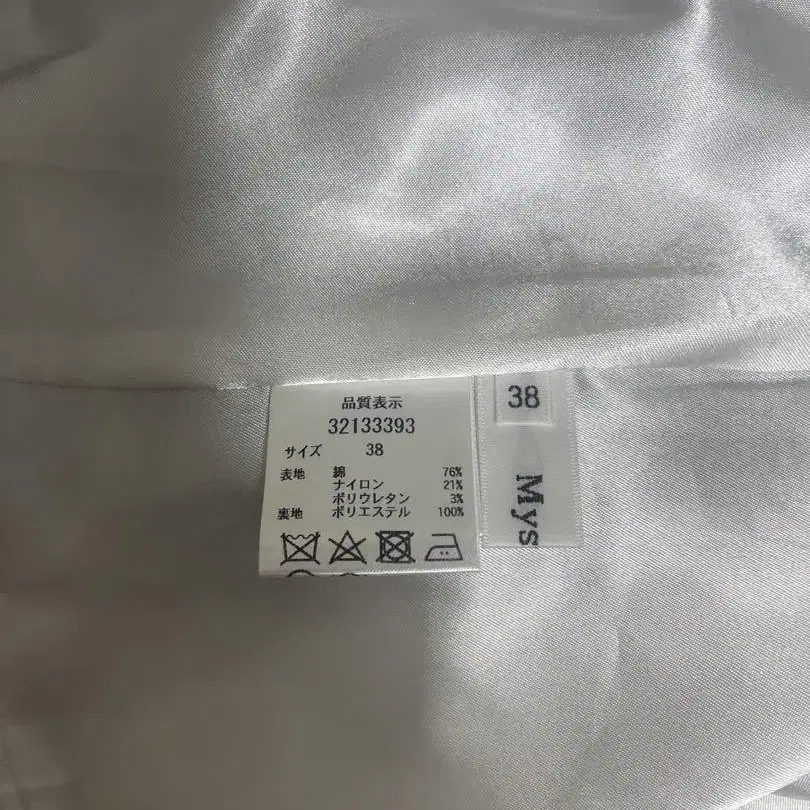 品質表示
32133393
サイズ 38
表地 綿 76%
ナイロン 21%
ポリウレタン 3%
裏地 ポリエステル 100%
38
Mys